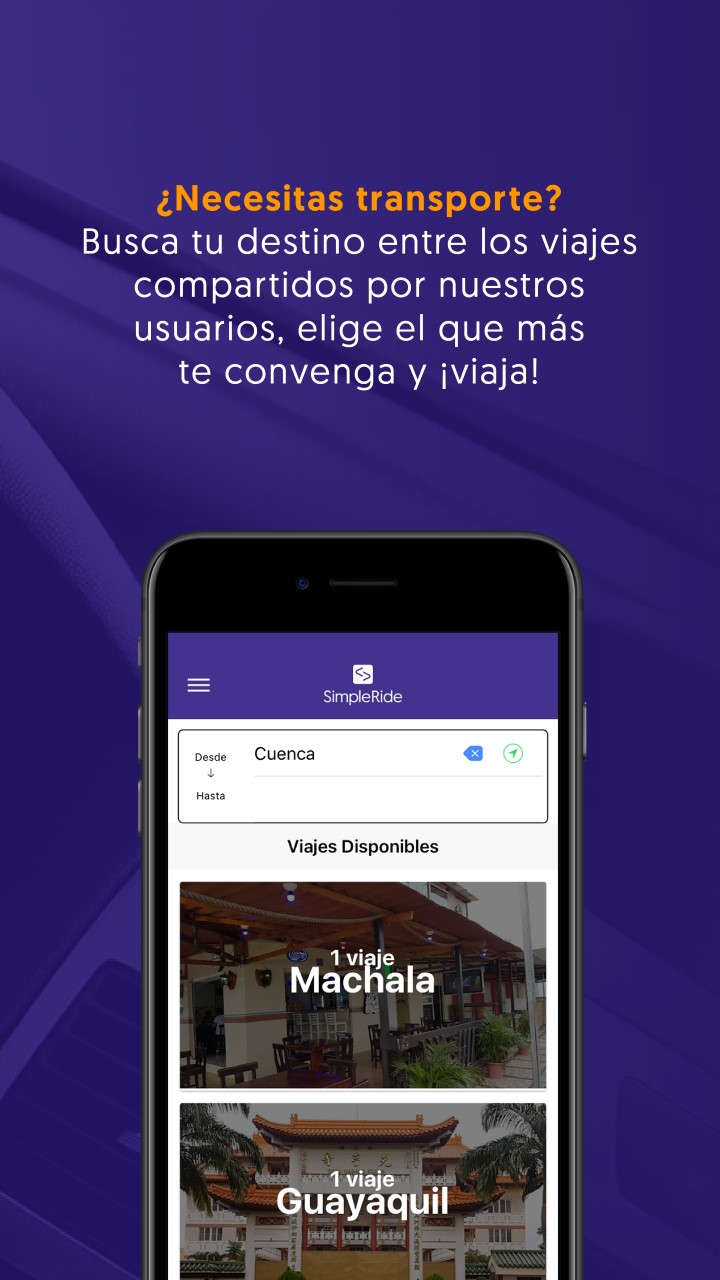 ¿Necesitas transporte?
Busca tu destino entre los viajes
compartidos por nuestros
usuarios, elige el que más
te convenga y ¡viaja!
SimpleRide
Desde
Cuenca
Hasta
Viajes Disponibles
1 viaje
Machala
1 viaje
Guayaquil